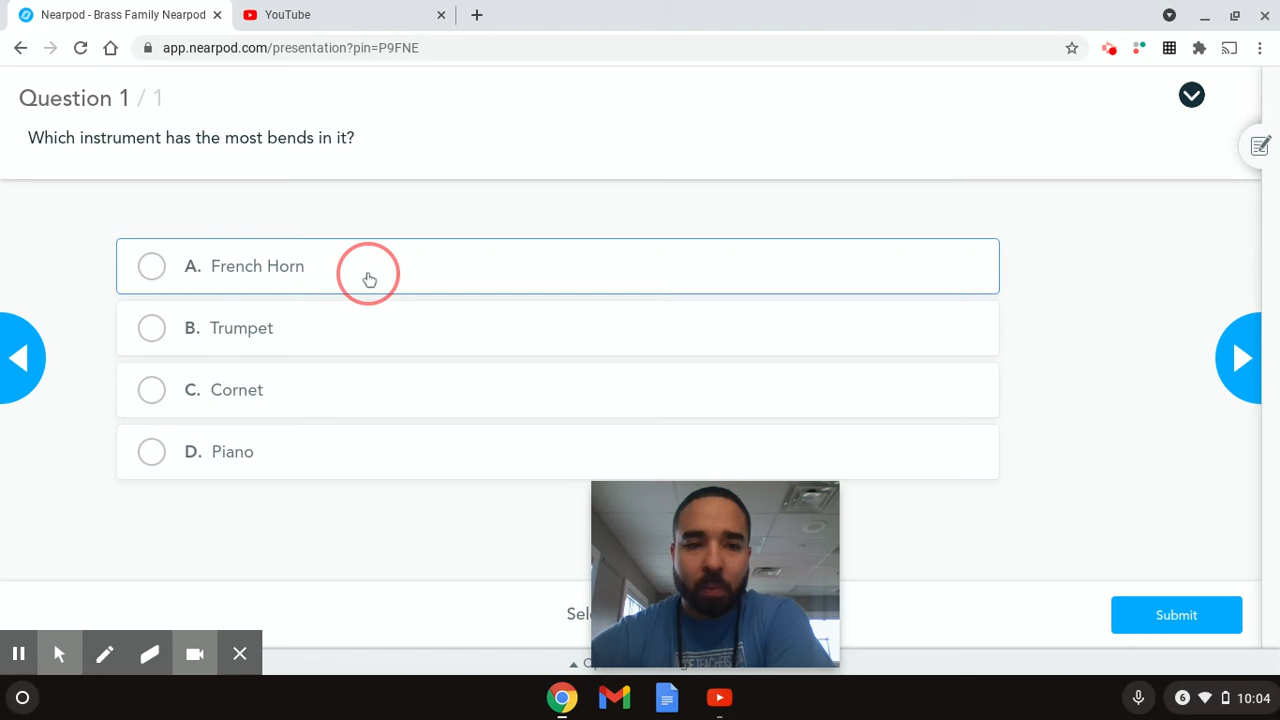 Nearpod - Brass Family Nearpod
YouTube
app.nearpod.com/presentation?pin=P9FNE
Question 1 / 1
Which instrument has the most bends in it?
A. French Horn
B. Trumpet
C. Cornet
D. Piano
Submit
6
10:04